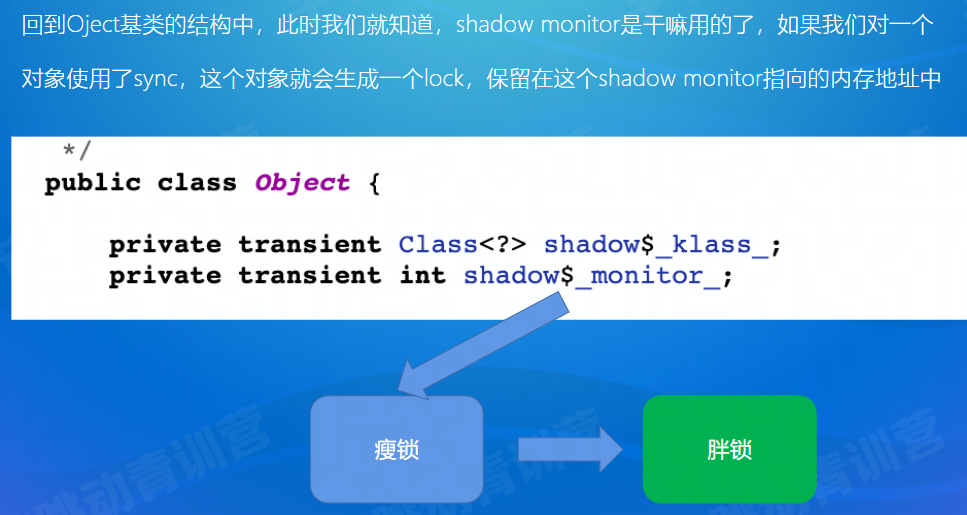 回到Oject基类的结构中，此时我们就知道，shadow monitor是干嘛用的了，如果我们对一个
对象使用了sync，这个对象就会生成一个lock，保留在这个shadow monitor指向的内存地址中
*/
public class Object {
private transient Class<?> shadow$_klass_;
private transient int shadow$_monitor_;
瘦锁
胖锁
跳动青训营